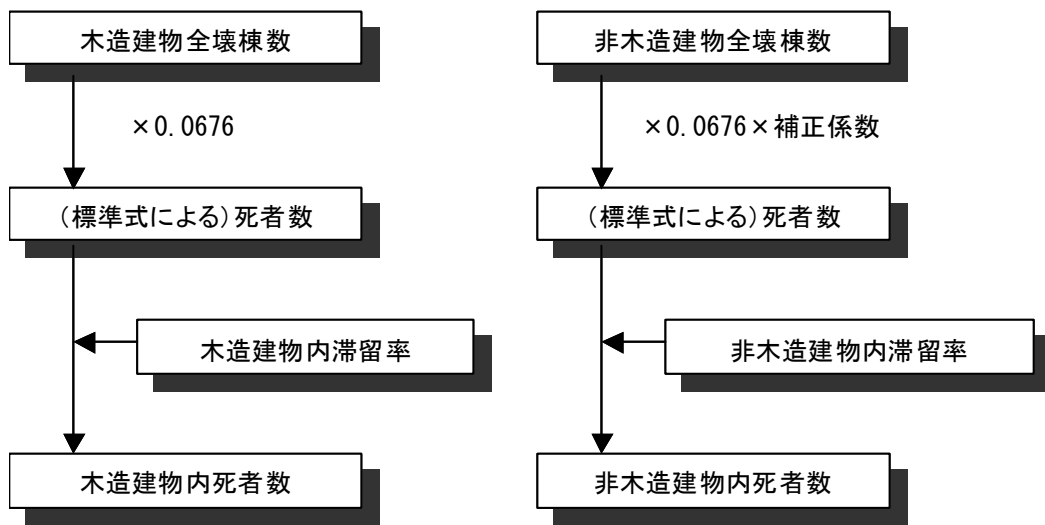 木造建物全壊棟数
×0.0676
（標準式による）死者数
木造建物内滞留率
木造建物内死者数
非木造建物全壊棟数
×0.0676×補正係数
（標準式による）死者数
非木造建物内滞留率
非木造建物内死者数